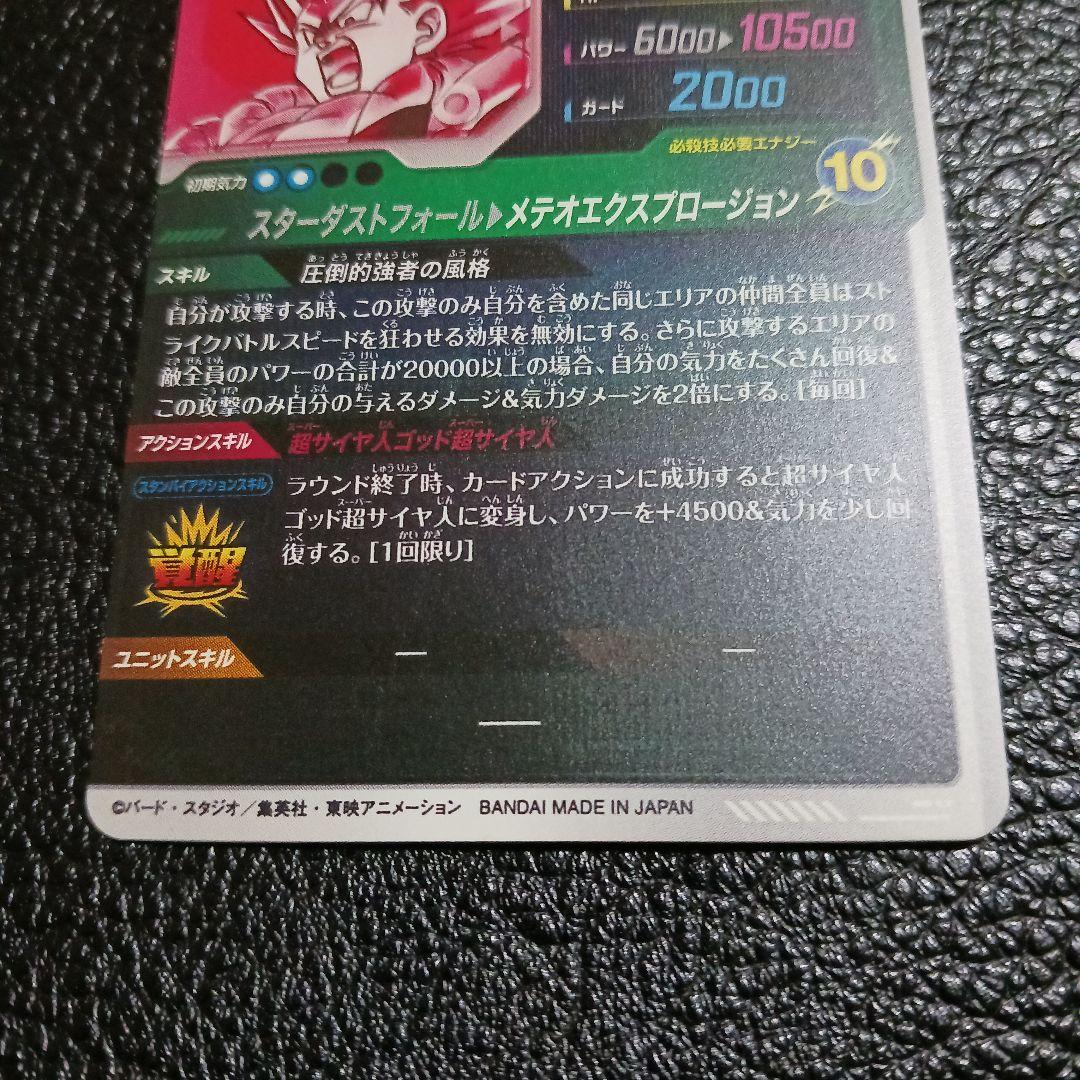 パワー 6000▶10500
ガード 2000
必殺技必要エナジー 10
初期気力
スターダストフォール▶メテオエクスプロージョン
スキル 圧倒的強者の風格
自分が攻撃する時、この攻撃のみ自分を含めた同じエリアの仲間全員はスト
ライクバトルスピードを狂わせる効果を無効にする。さらに攻撃するエリアの
敵全員のパワーの合計が20000以上の場合、自分の気力をたくさん回復&
この攻撃のみ自分の与えるダメージ&気力ダメージを2倍にする。[毎回]
アクションスキル 超サイヤ人ゴッド超サイヤ人
スタンバイアクションスキル
ラウンド終了時、カードアクションに成功すると超サイヤ人
ゴッド超サイヤ人に変身し、パワーを+4500&気力を少し回
復する。[1回限り]
覚醒
ユニットスキル — —
—
©バード・スタジオ／集英社・東映アニメーション BANDAI MADE IN JAPAN